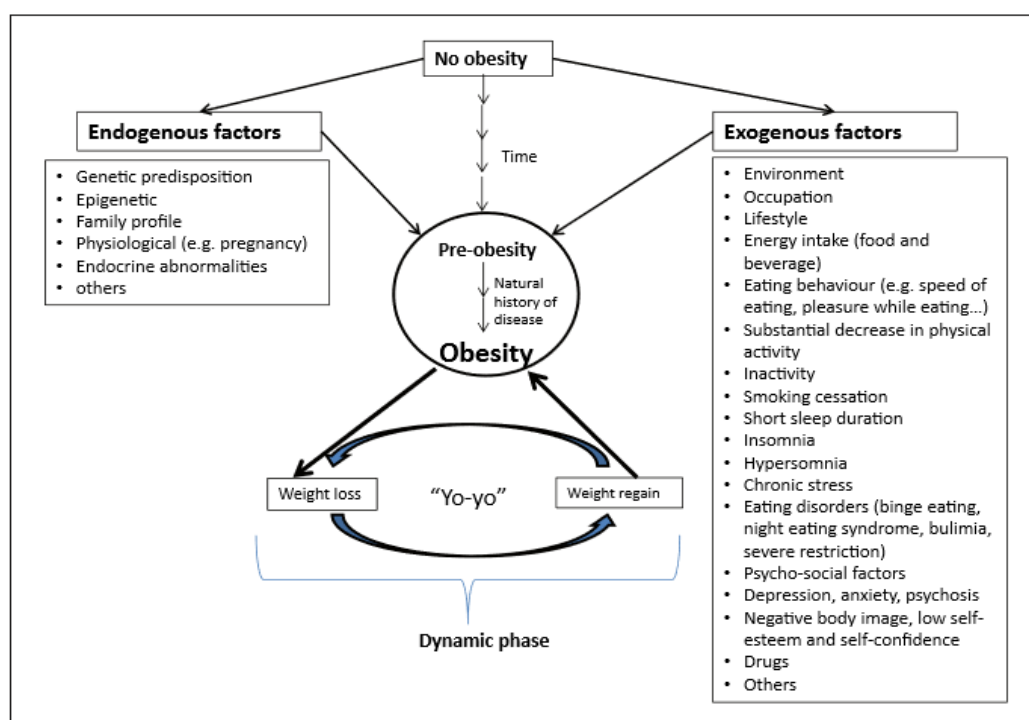 No obesity
Endogenous factors
• Genetic predisposition
• Epigenetic
• Family profile
• Physiological (e.g. pregnancy)
• Endocrine abnormalities
• others
Time
Pre-obesity
Natural
history of
disease
Obesity
Weight loss
“Yo-yo”
Weight regain
Dynamic phase
Exogenous factors
• Environment
• Occupation
• Lifestyle
• Energy intake (food and
beverage)
• Eating behaviour (e.g. speed of
eating, pleasure while eating…)
• Substantial decrease in physical
activity
• Inactivity
• Smoking cessation
• Short sleep duration
• Insomnia
• Hypersomnia
• Chronic stress
• Eating disorders (binge eating,
night eating syndrome, bulimia,
severe restriction)
• Psycho-social factors
• Depression, anxiety, psychosis
• Negative body image, low self-
esteem and self-confidence
• Drugs
• Others